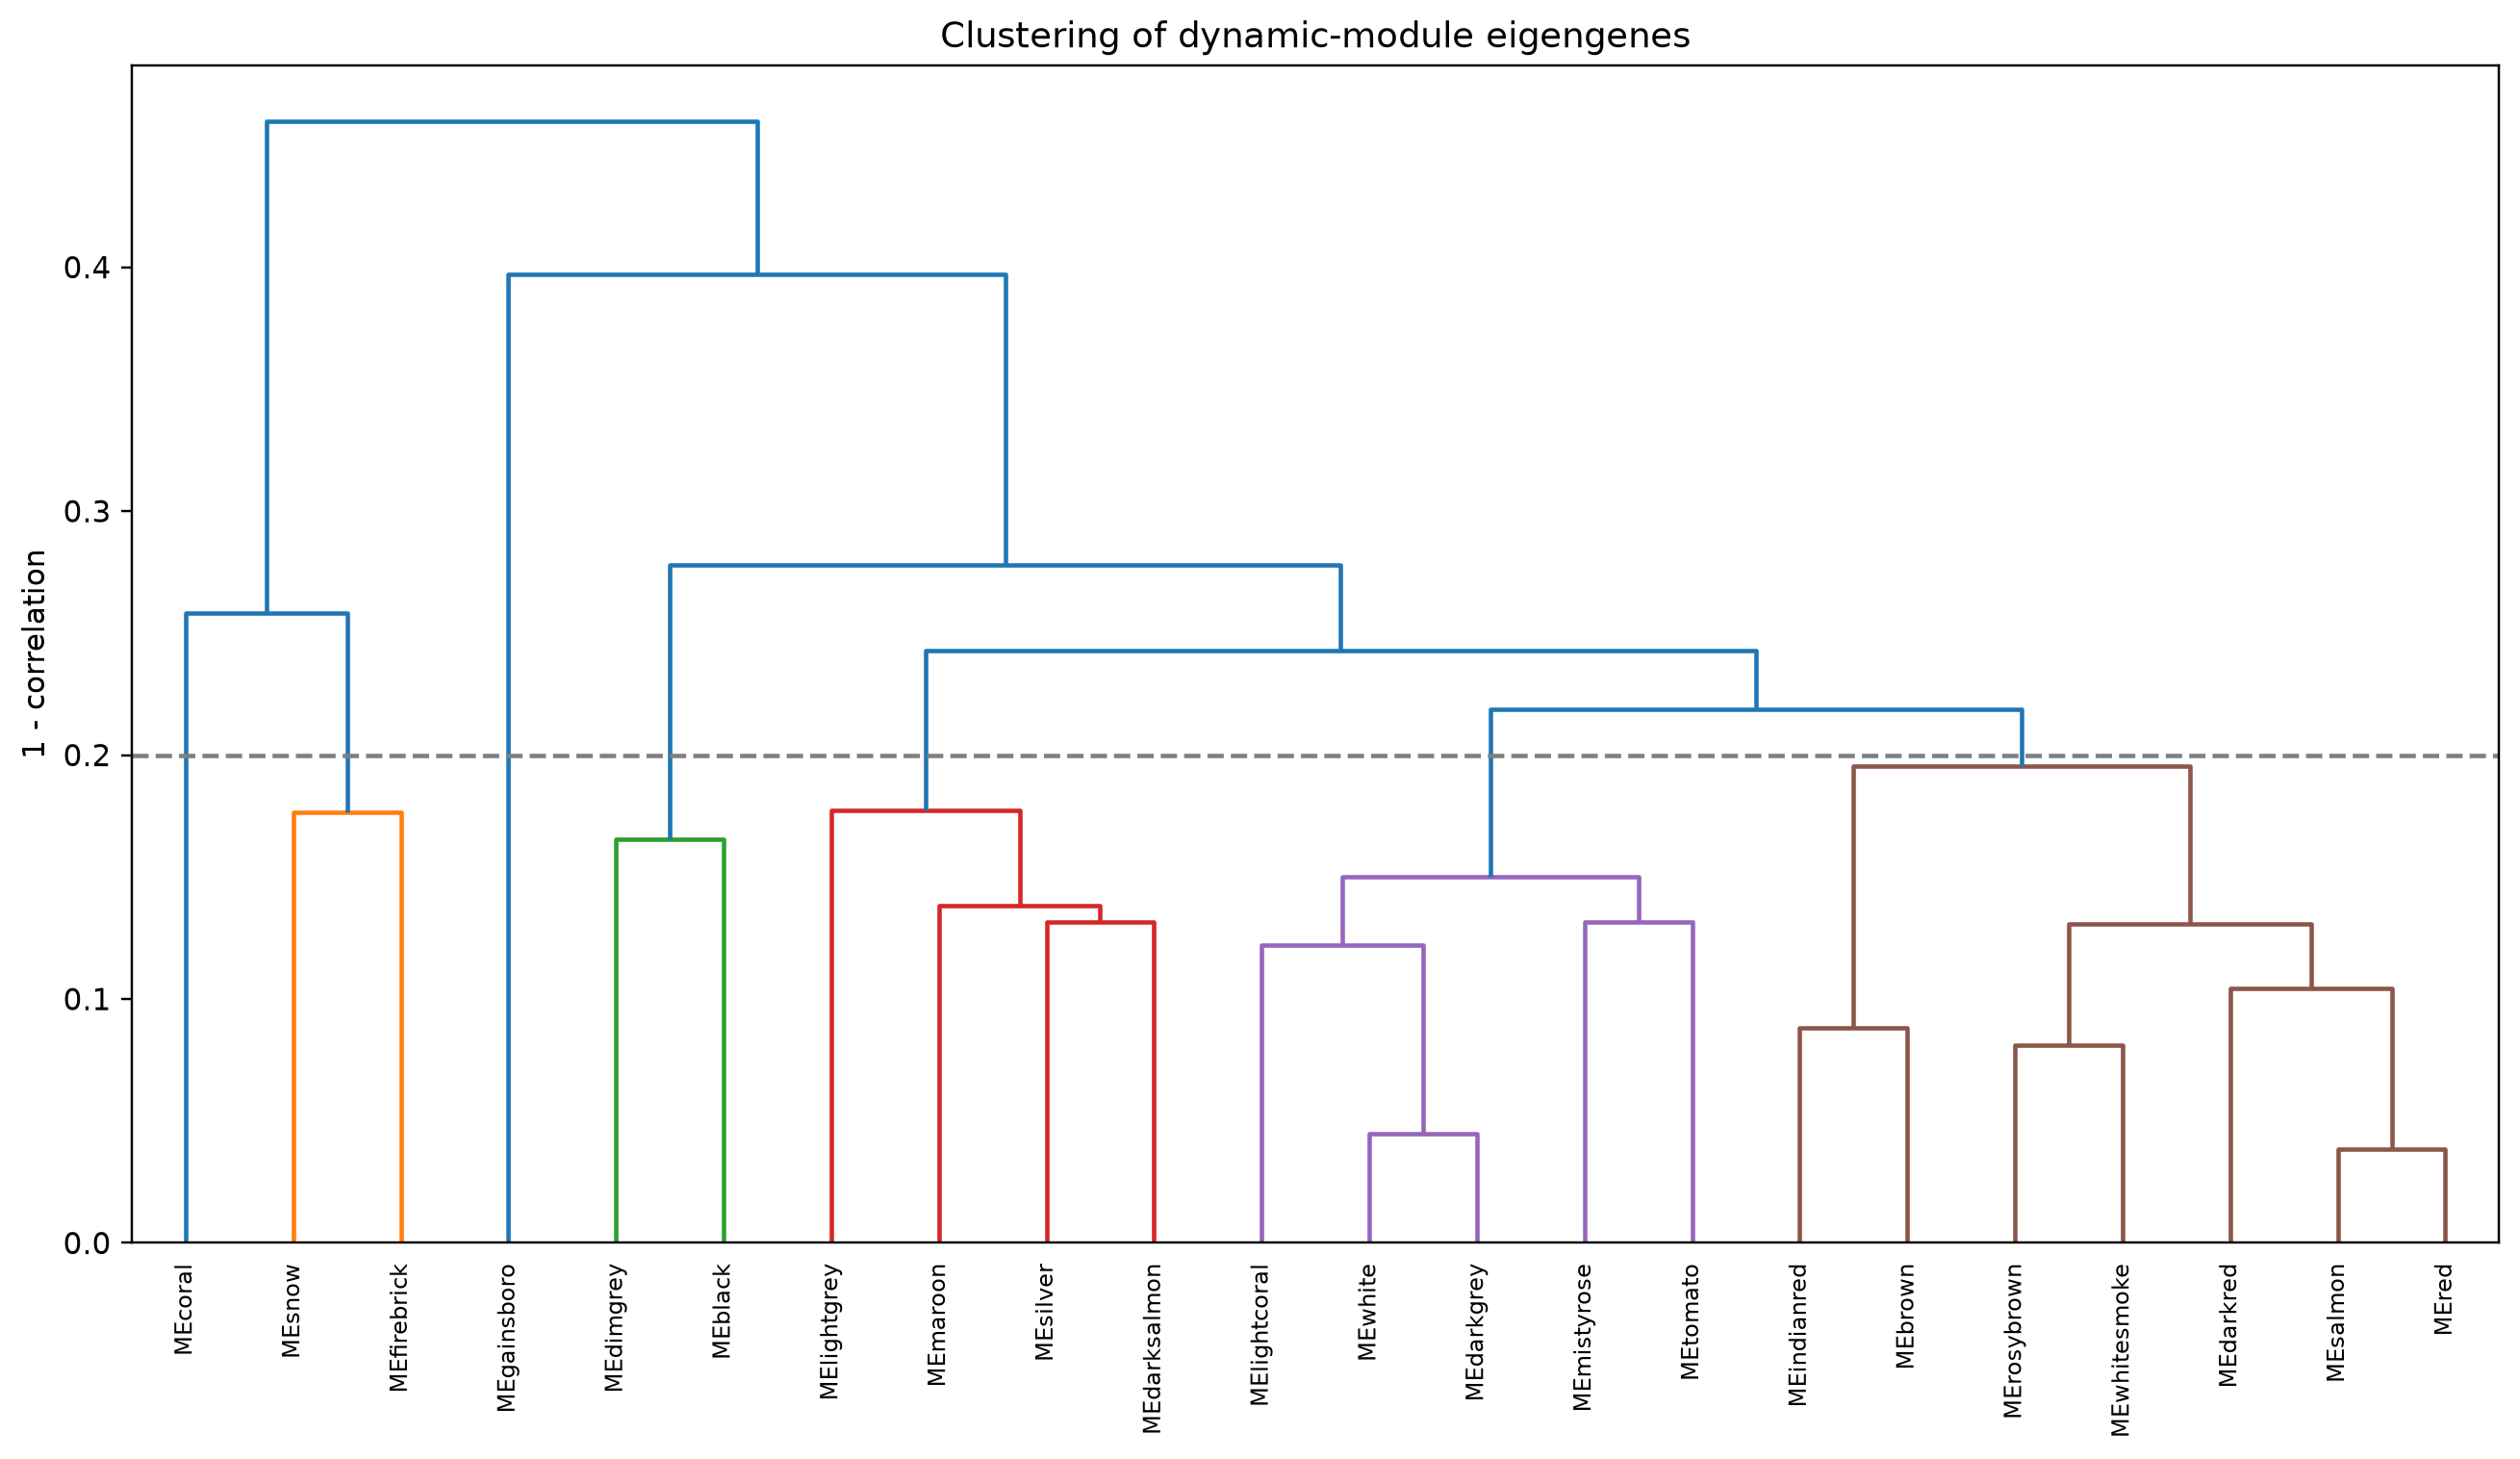 Clustering of dynamic-module eigengenes
1 - correlation
0.4
0.3
0.2
0.1
0.0
MEcoral
MEsnow
MEfirebrick
MEgainsboro
MEdimgrey
MEblack
MElightgrey
MEmaroon
MEsilver
MEdarksalmon
MElightcoral
MEwhite
MEdarkgrey
MEmistyrose
MEtomato
MEindianred
MEbrown
MErosybrown
MEwhitesmoke
MEdarkred
MEsalmon
MEred